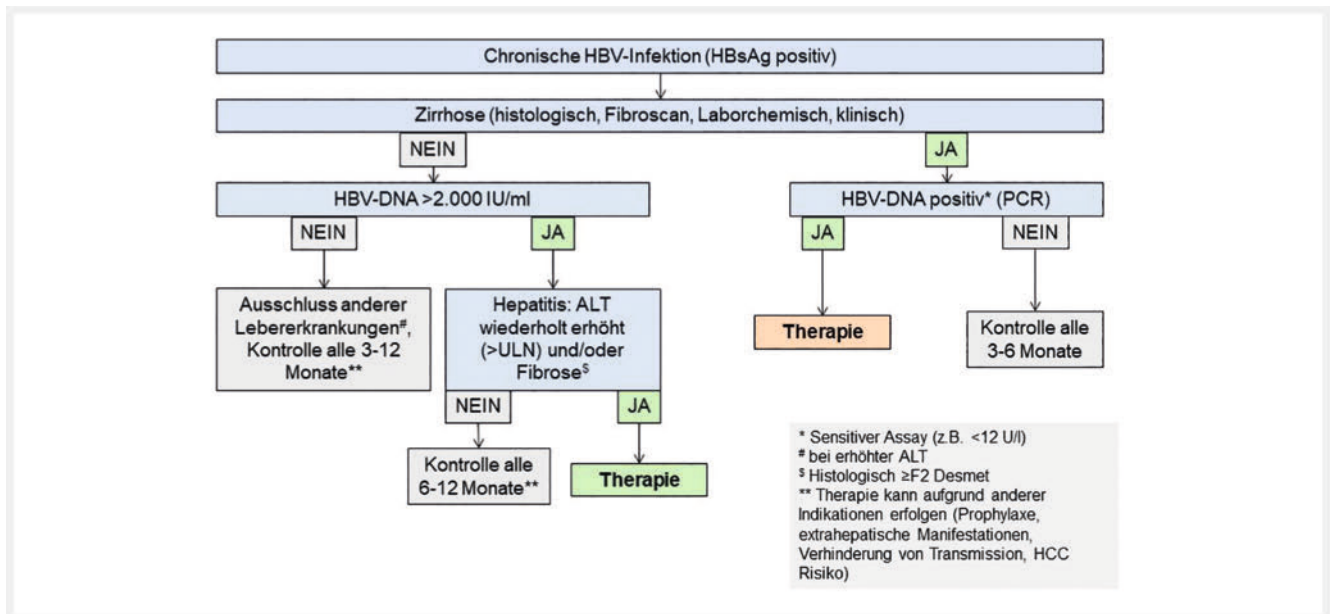 Chronische HBV-Infektion (HBsAg positiv)
Zirrhose (histologisch, Fibroscan, Laborchemisch, klinisch)
NEIN
JA
HBV-DNA >2.000 IU/ml
HBV-DNA positiv* (PCR)
NEIN
JA
JA
NEIN
Ausschluss anderer
Lebererkrankungen#,
Kontrolle alle 3-12
Monate**
Hepatitis: ALT
wiederholt erhöht
(>ULN) und/oder
Fibrose$
Therapie
Kontrolle alle
3-6 Monate
NEIN
JA
Kontrolle alle
6-12 Monate**
Therapie
* Sensitiver Assay (z.B. <12 U/l)
# bei erhöhter ALT
$ Histologisch ≥F2 Desmet
** Therapie kann aufgrund anderer
Indikationen erfolgen (Prophylaxe,
extrahepatische Manifestationen,
Verhinderung von Transmission, HCC
Risiko)